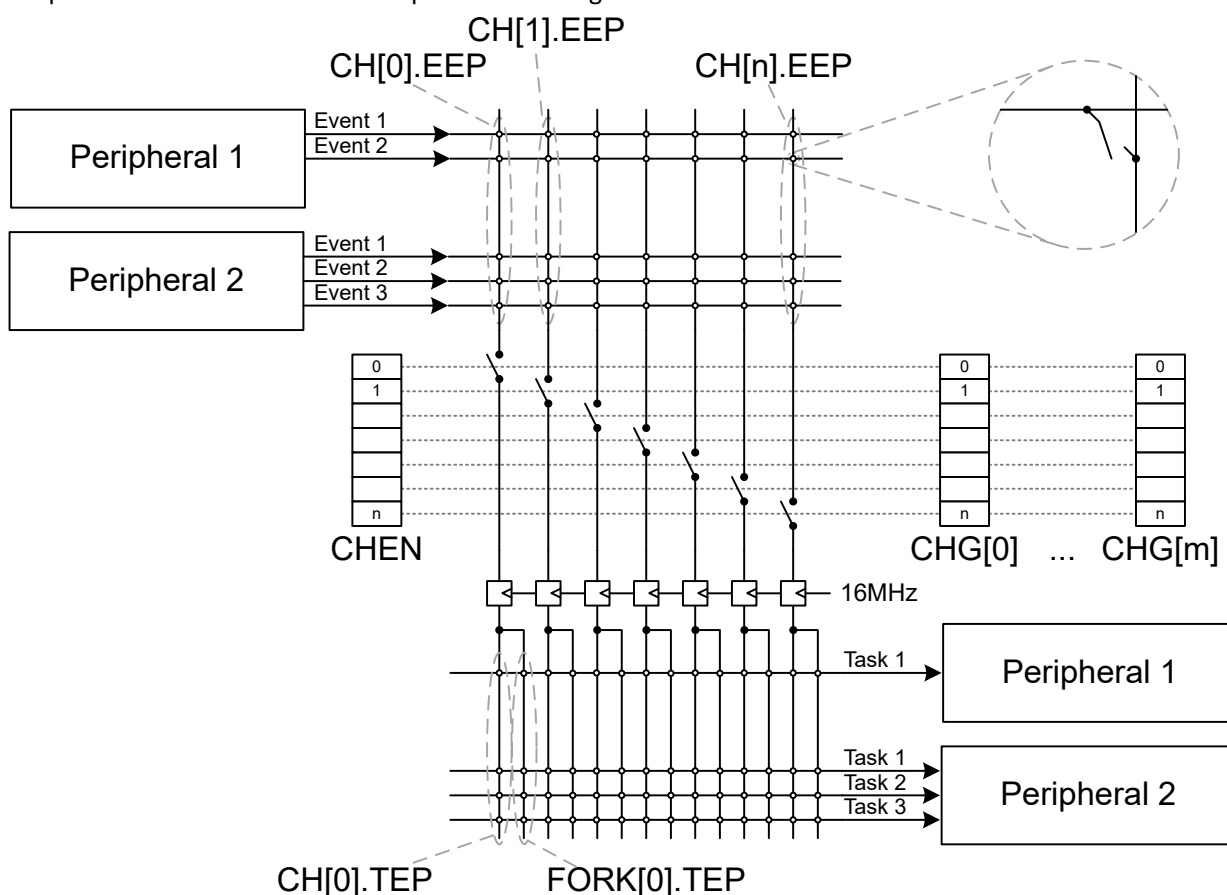 CH[1].EEP
CH[0].EEP
CH[n].EEP
Peripheral 1
Event 1
Event 2
Peripheral 2
Event 1
Event 2
Event 3
0
1
n
CHEN
0
1
n
CHG[0]
...
0
1
n
CHG[m]
16MHz
Task 1
Peripheral 1
Task 1
Task 2
Task 3
Peripheral 2
CH[0].TEP
FORK[0].TEP